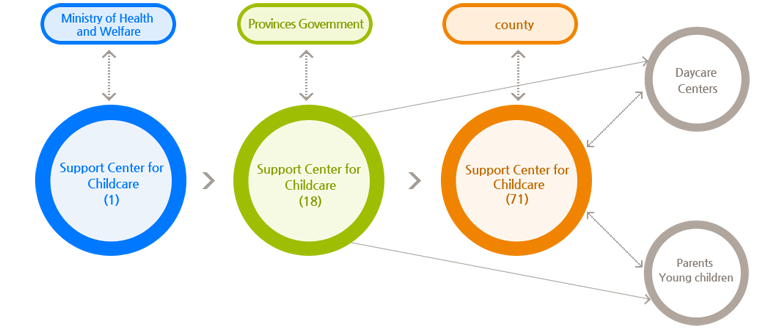 Ministry of Health
and Welfare
Provinces Government
county
Support Center for
Childcare
(1)
Support Center for
Childcare
(18)
Support Center for
Childcare
(71)
Daycare
Centers
Parents
Young children